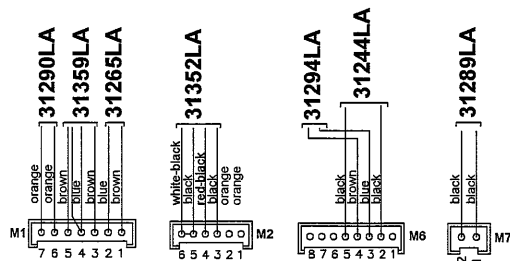 31290LA
31359LA
31265LA
31352LA
31294LA
31244LA
31289LA
orange
orange
brown
blue
brown
blue
brown
white-black
black
red-black
black
orange
orange
black
brown
blue
black
black
black
M1
7 6 5 4 3 2 1
M2
6 5 4 3 2 1
M6
8 7 6 5 4 3 2 1
M7
2 1